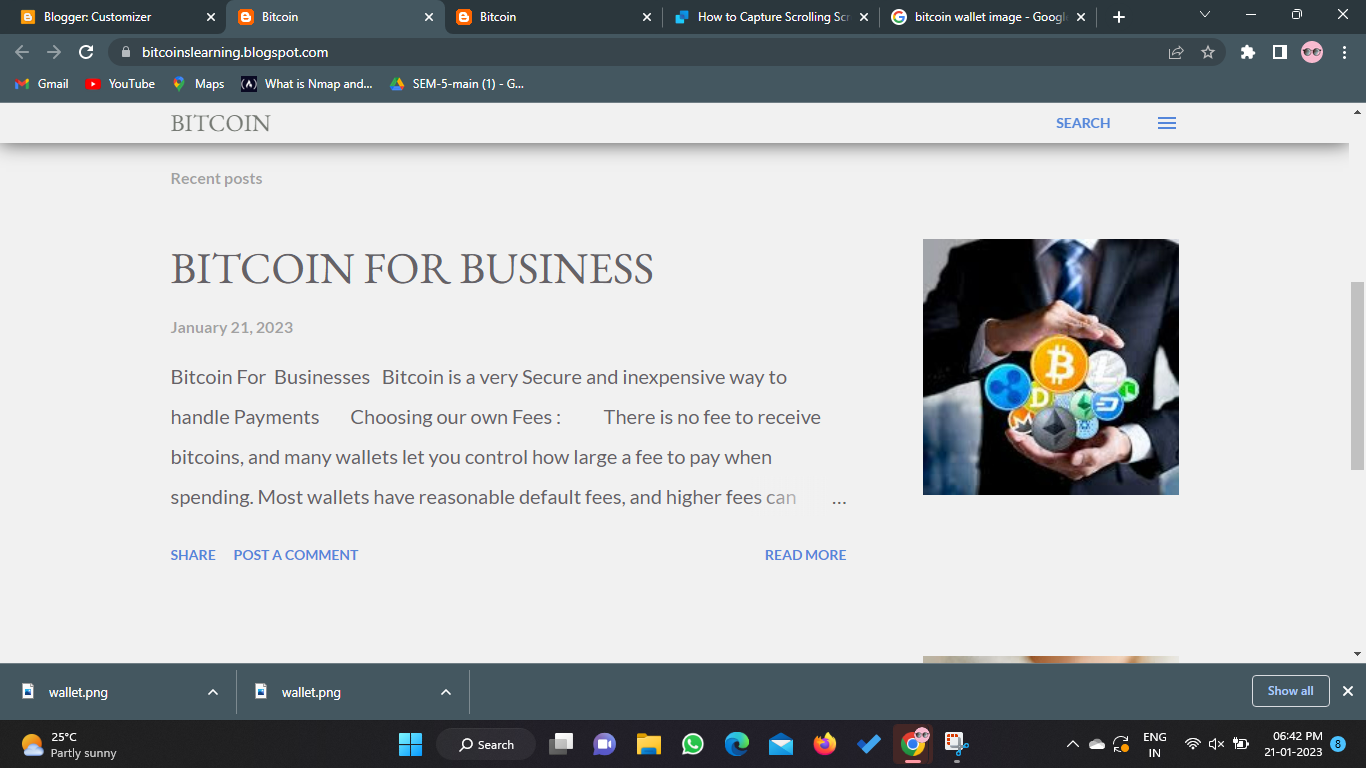 Blogger: Customizer
Bitcoin
Bitcoin
How to Capture Scrolling Scr
bitcoin wallet image - Google
bitcoinslearning.blogspot.com
Gmail
YouTube
Maps
What is Nmap and...
SEM-5-main (1) - G...
BITCOIN
SEARCH
Recent posts
BITCOIN FOR BUSINESS
January 21, 2023
Bitcoin For Businesses Bitcoin is a very Secure and inexpensive way to
handle Payments Choosing our own Fees : There is no fee to receive
bitcoins, and many wallets let you control how large a fee to pay when
spending. Most wallets have reasonable default fees, and higher fees can ...
SHARE POST A COMMENT READ MORE
wallet.png
wallet.png
Show all
25°C
Partly sunny
Search
ENG
IN
06:42 PM
21-01-2023
8